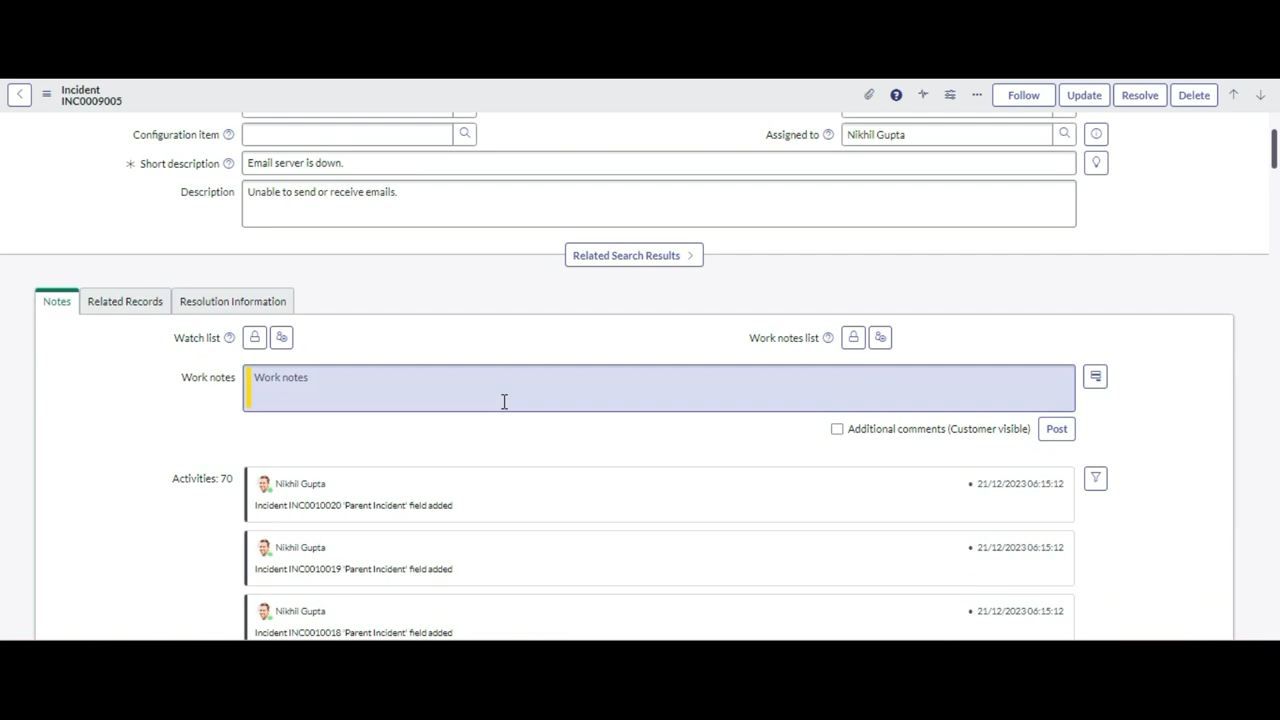 Incident
INC0009005
Follow
Update
Resolve
Delete
Configuration item
Assigned to
Nikhil Gupta
Short description
Email server is down.
Description
Unable to send or receive emails.
Related Search Results
Notes
Related Records
Resolution Information
Watch list
Work notes list
Work notes
Work notes
Additional comments (Customer visible)
Post
Activities: 70
Nikhil Gupta
• 21/12/2023 06:15:12
Incident INC0010020 'Parent Incident' field added
Nikhil Gupta
• 21/12/2023 06:15:12
Incident INC0010019 'Parent Incident' field added
Nikhil Gupta
• 21/12/2023 06:15:12
Incident INC0010018 'Parent Incident' field added